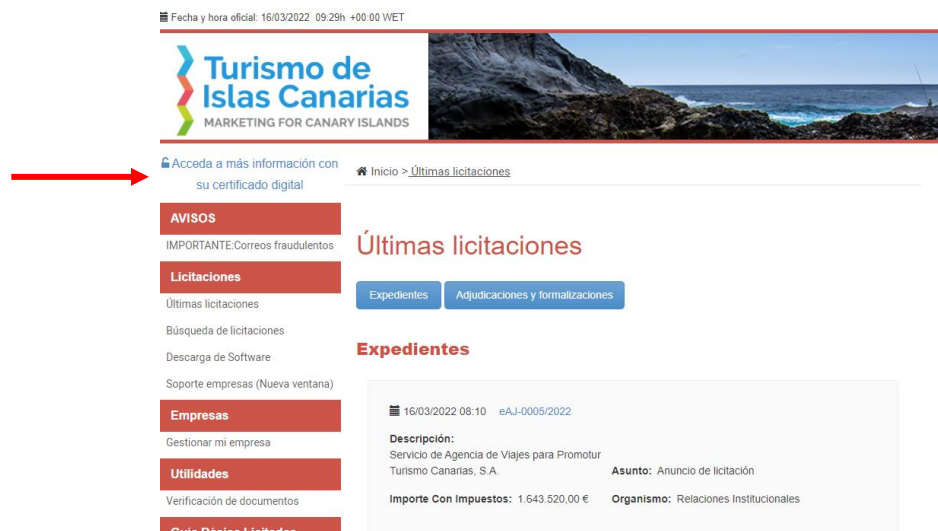 Fecha y hora oficial: 16/03/2022 09:29h +00:00 WET
Turismo de
Islas Canarias
MARKETING FOR CANARY ISLANDS
Acceda a más información con
su certificado digital
Inicio > Últimas licitaciones
AVISOS
IMPORTANTE:Correos fraudulentos
Licitaciones
Últimas licitaciones
Búsqueda de licitaciones
Descarga de Software
Soporte empresas (Nueva ventana)
Empresas
Gestionar mi empresa
Utilidades
Verificación de documentos
Guía Básica Licitador
Últimas licitaciones
Expedientes Adjudicaciones y formalizaciones
Expedientes
16/03/2022 08:10 eAJ-0005/2022
Descripción:
Servicio de Agencia de Viajes para Promotur
Turismo Canarias, S.A. Asunto: Anuncio de licitación
Importe Con Impuestos: 1.643.520,00 € Organismo: Relaciones Institucionales